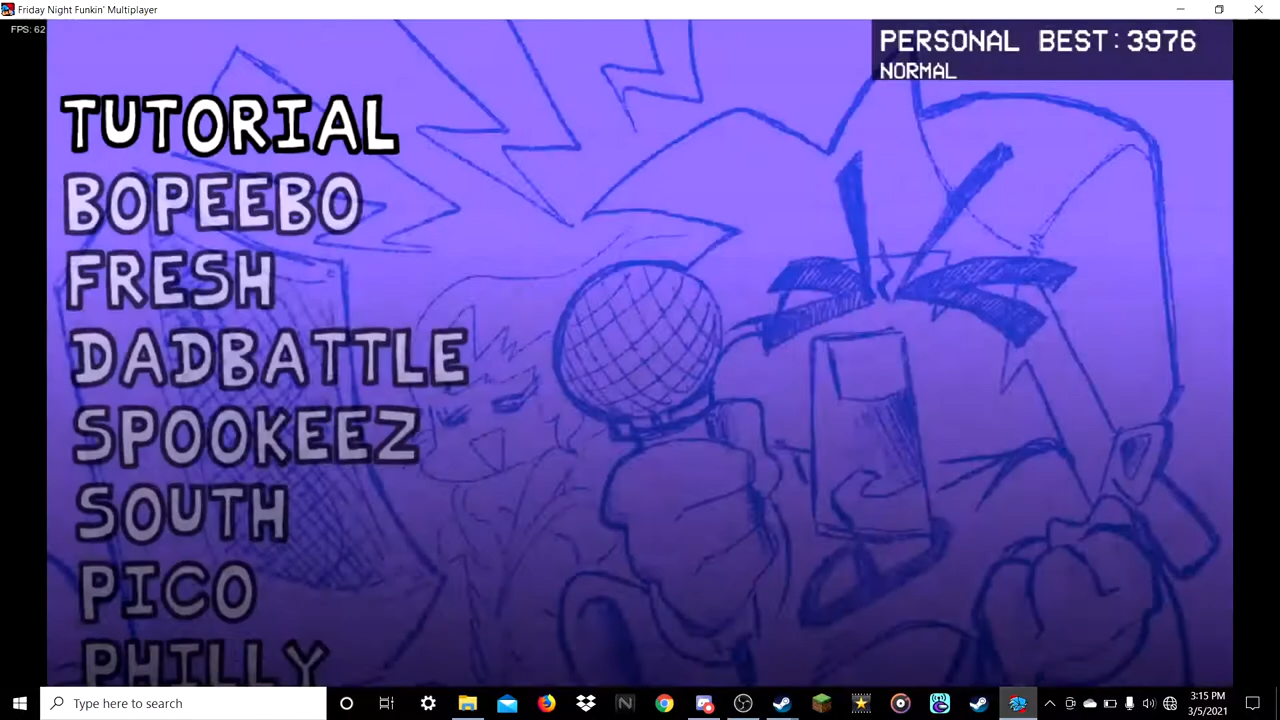 Friday Night Funkin' Multiplayer
FPS: 62
PERSONAL BEST:3976
NORMAL
TUTORIAL
BOPEEBO
FRESH
DADBATTLE
SPOOKEEZ
SOUTH
PICO
PHILLY
Type here to search
3:15 PM
3/5/2021